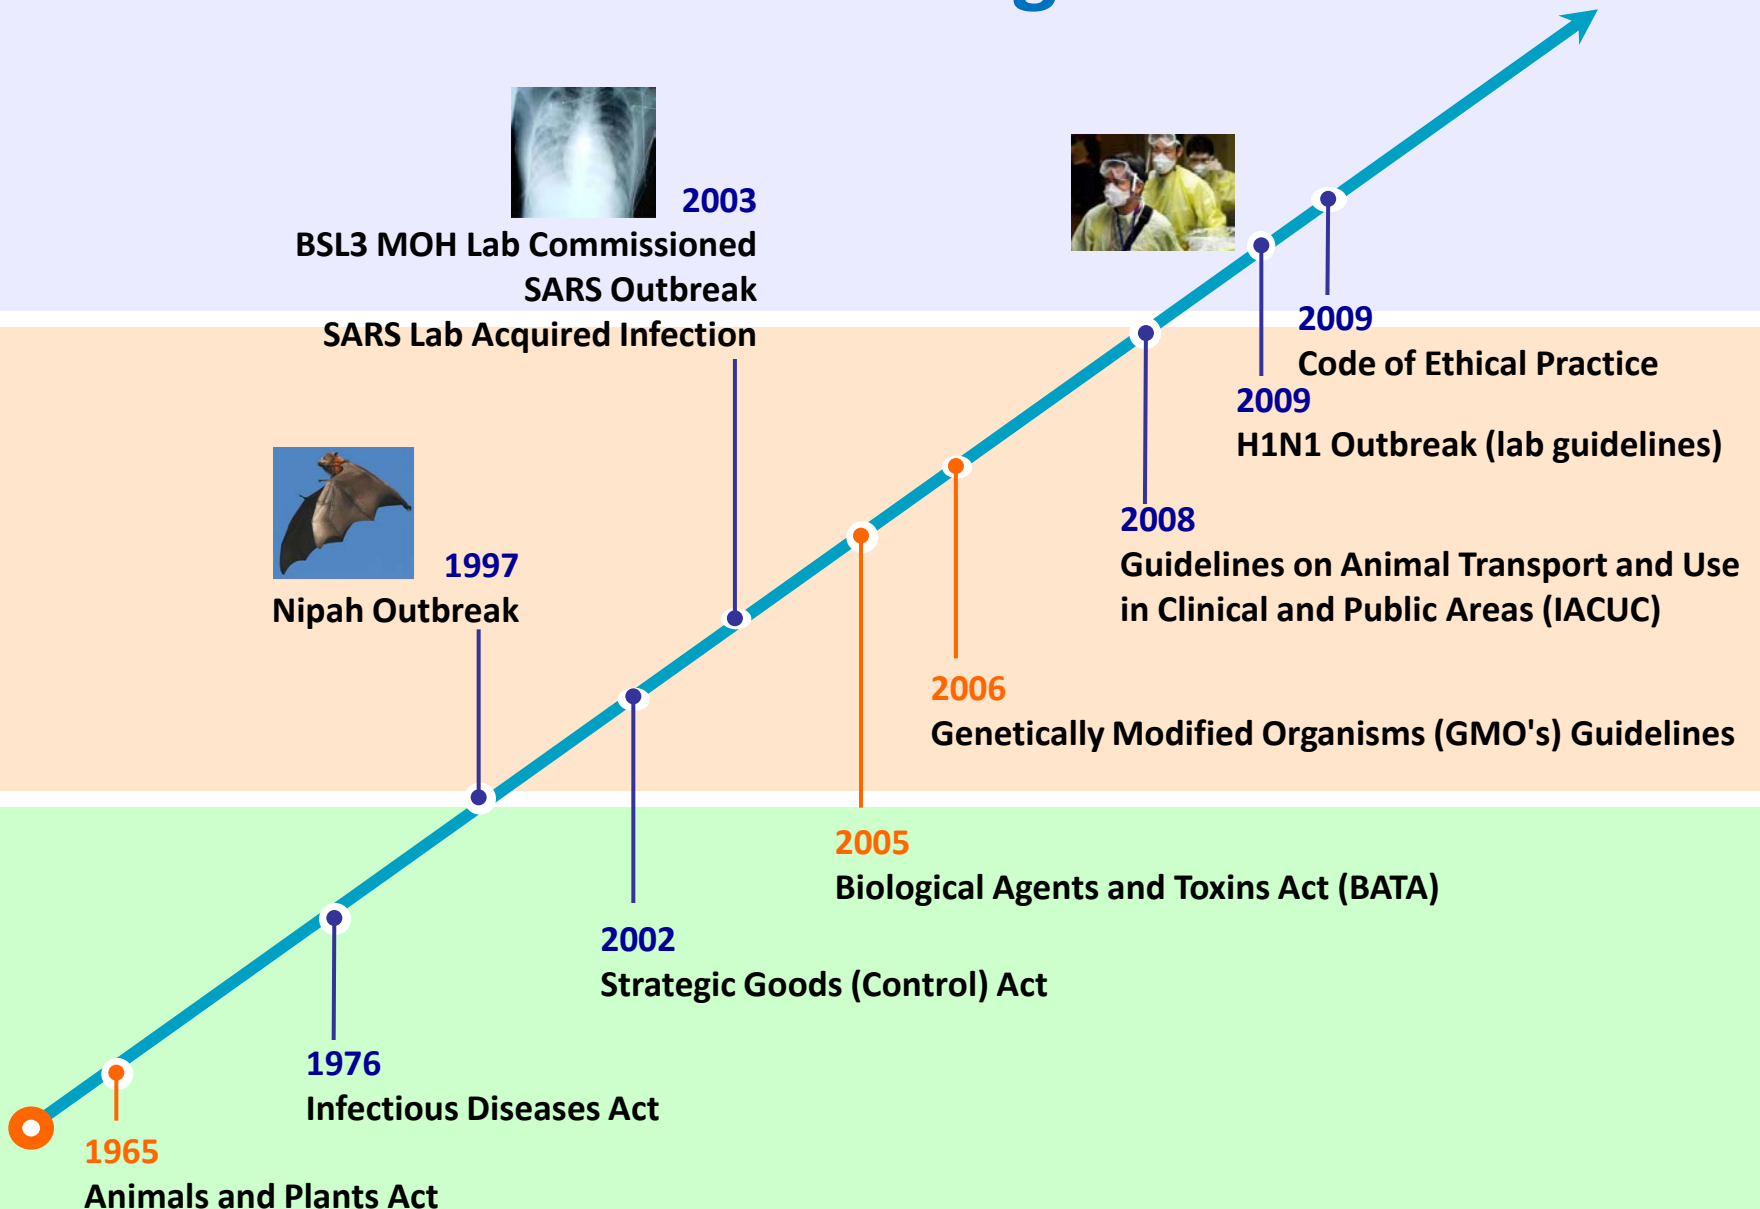 2003
BSL3 MOH Lab Commissioned
SARS Outbreak
SARS Lab Acquired Infection
2009
Code of Ethical Practice
2009
H1N1 Outbreak (lab guidelines)
1997
Nipah Outbreak
2008
Guidelines on Animal Transport and Use
in Clinical and Public Areas (IACUC)
2006
Genetically Modified Organisms (GMO's) Guidelines
2005
Biological Agents and Toxins Act (BATA)
2002
Strategic Goods (Control) Act
1976
Infectious Diseases Act
1965
Animals and Plants Act